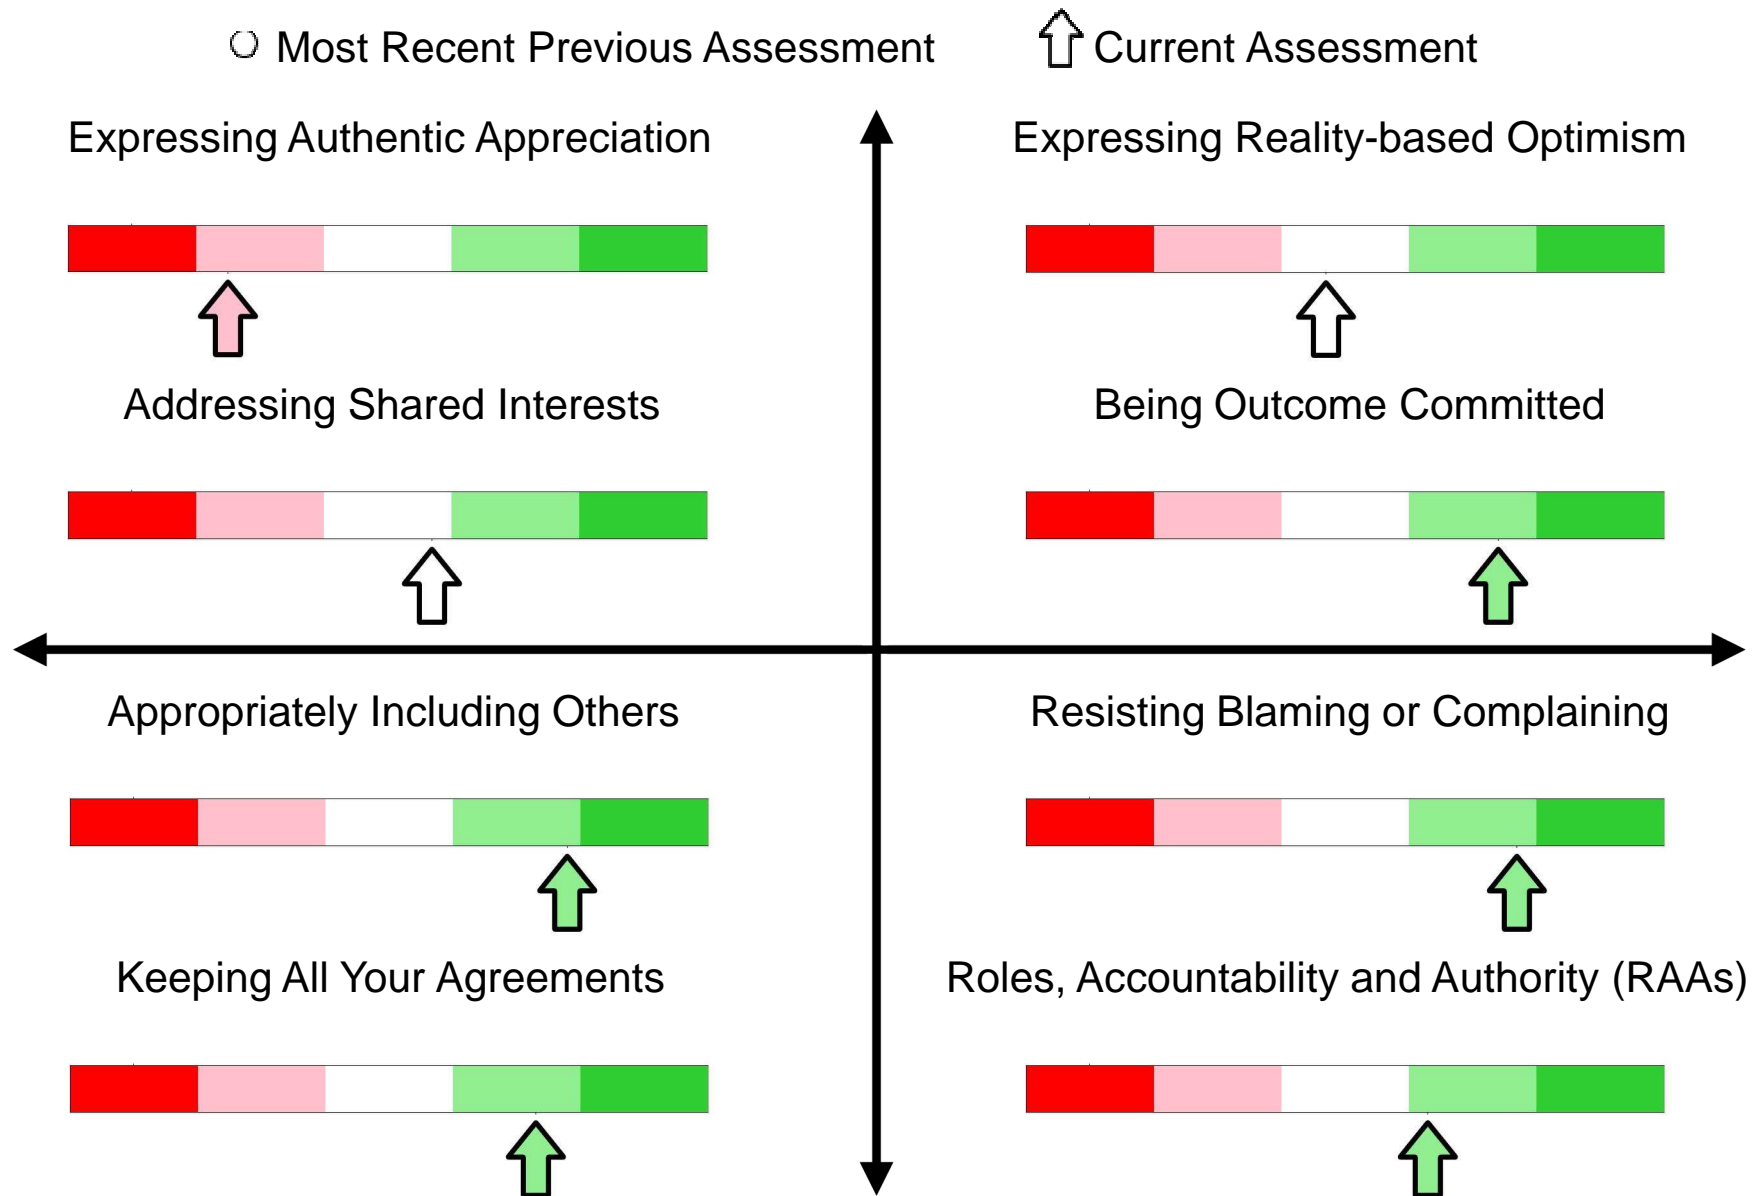 Most Recent Previous Assessment
Current Assessment
Expressing Authentic Appreciation
Expressing Reality-based Optimism
Addressing Shared Interests
Being Outcome Committed
Appropriately Including Others
Resisting Blaming or Complaining
Keeping All Your Agreements
Roles, Accountability and Authority (RAAs)